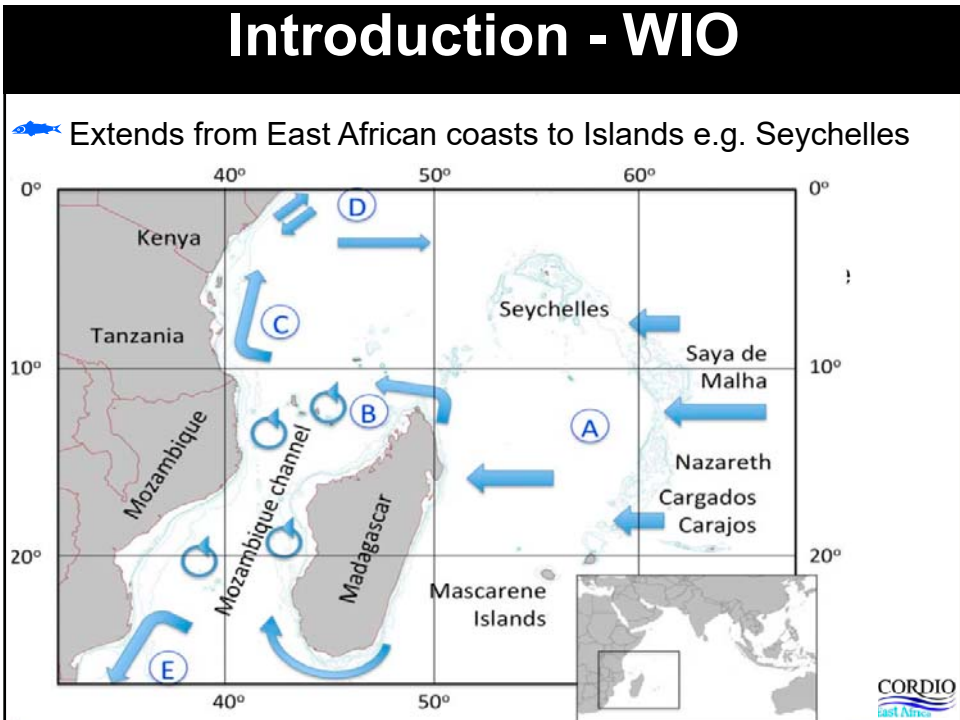 Introduction - WIO
Extends from East African coasts to Islands e.g. Seychelles
40° 50° 60°
0° 0°
D
Kenya
e
Seychelles
C
Tanzania
Saya de
Malha
10° 10°
B
A
Mozambique
Mozambique channel
Madagascar
Nazareth
Cargados
Carajos
20° 20°
Mascarene
Islands
E
40° 50°
CORDIO
East Africa